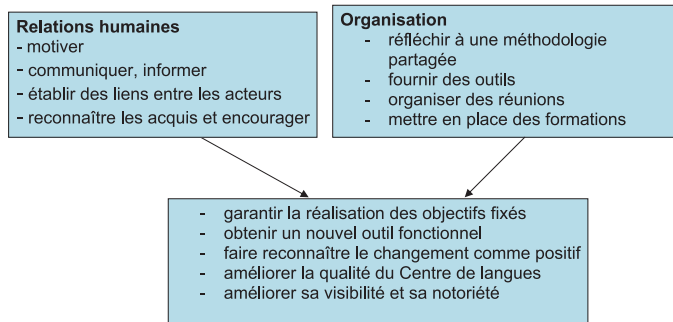 Relations humaines
- motiver
- communiquer, informer
- établir des liens entre les acteurs
- reconnaître les acquis et encourager
Organisation
- réfléchir à une méthodologie
partagée
- fournir des outils
- organiser des réunions
- mettre en place des formations
- garantir la réalisation des objectifs fixés
- obtenir un nouvel outil fonctionnel
- faire reconnaître le changement comme positif
- améliorer la qualité du Centre de langues
- améliorer sa visibilité et sa notoriété